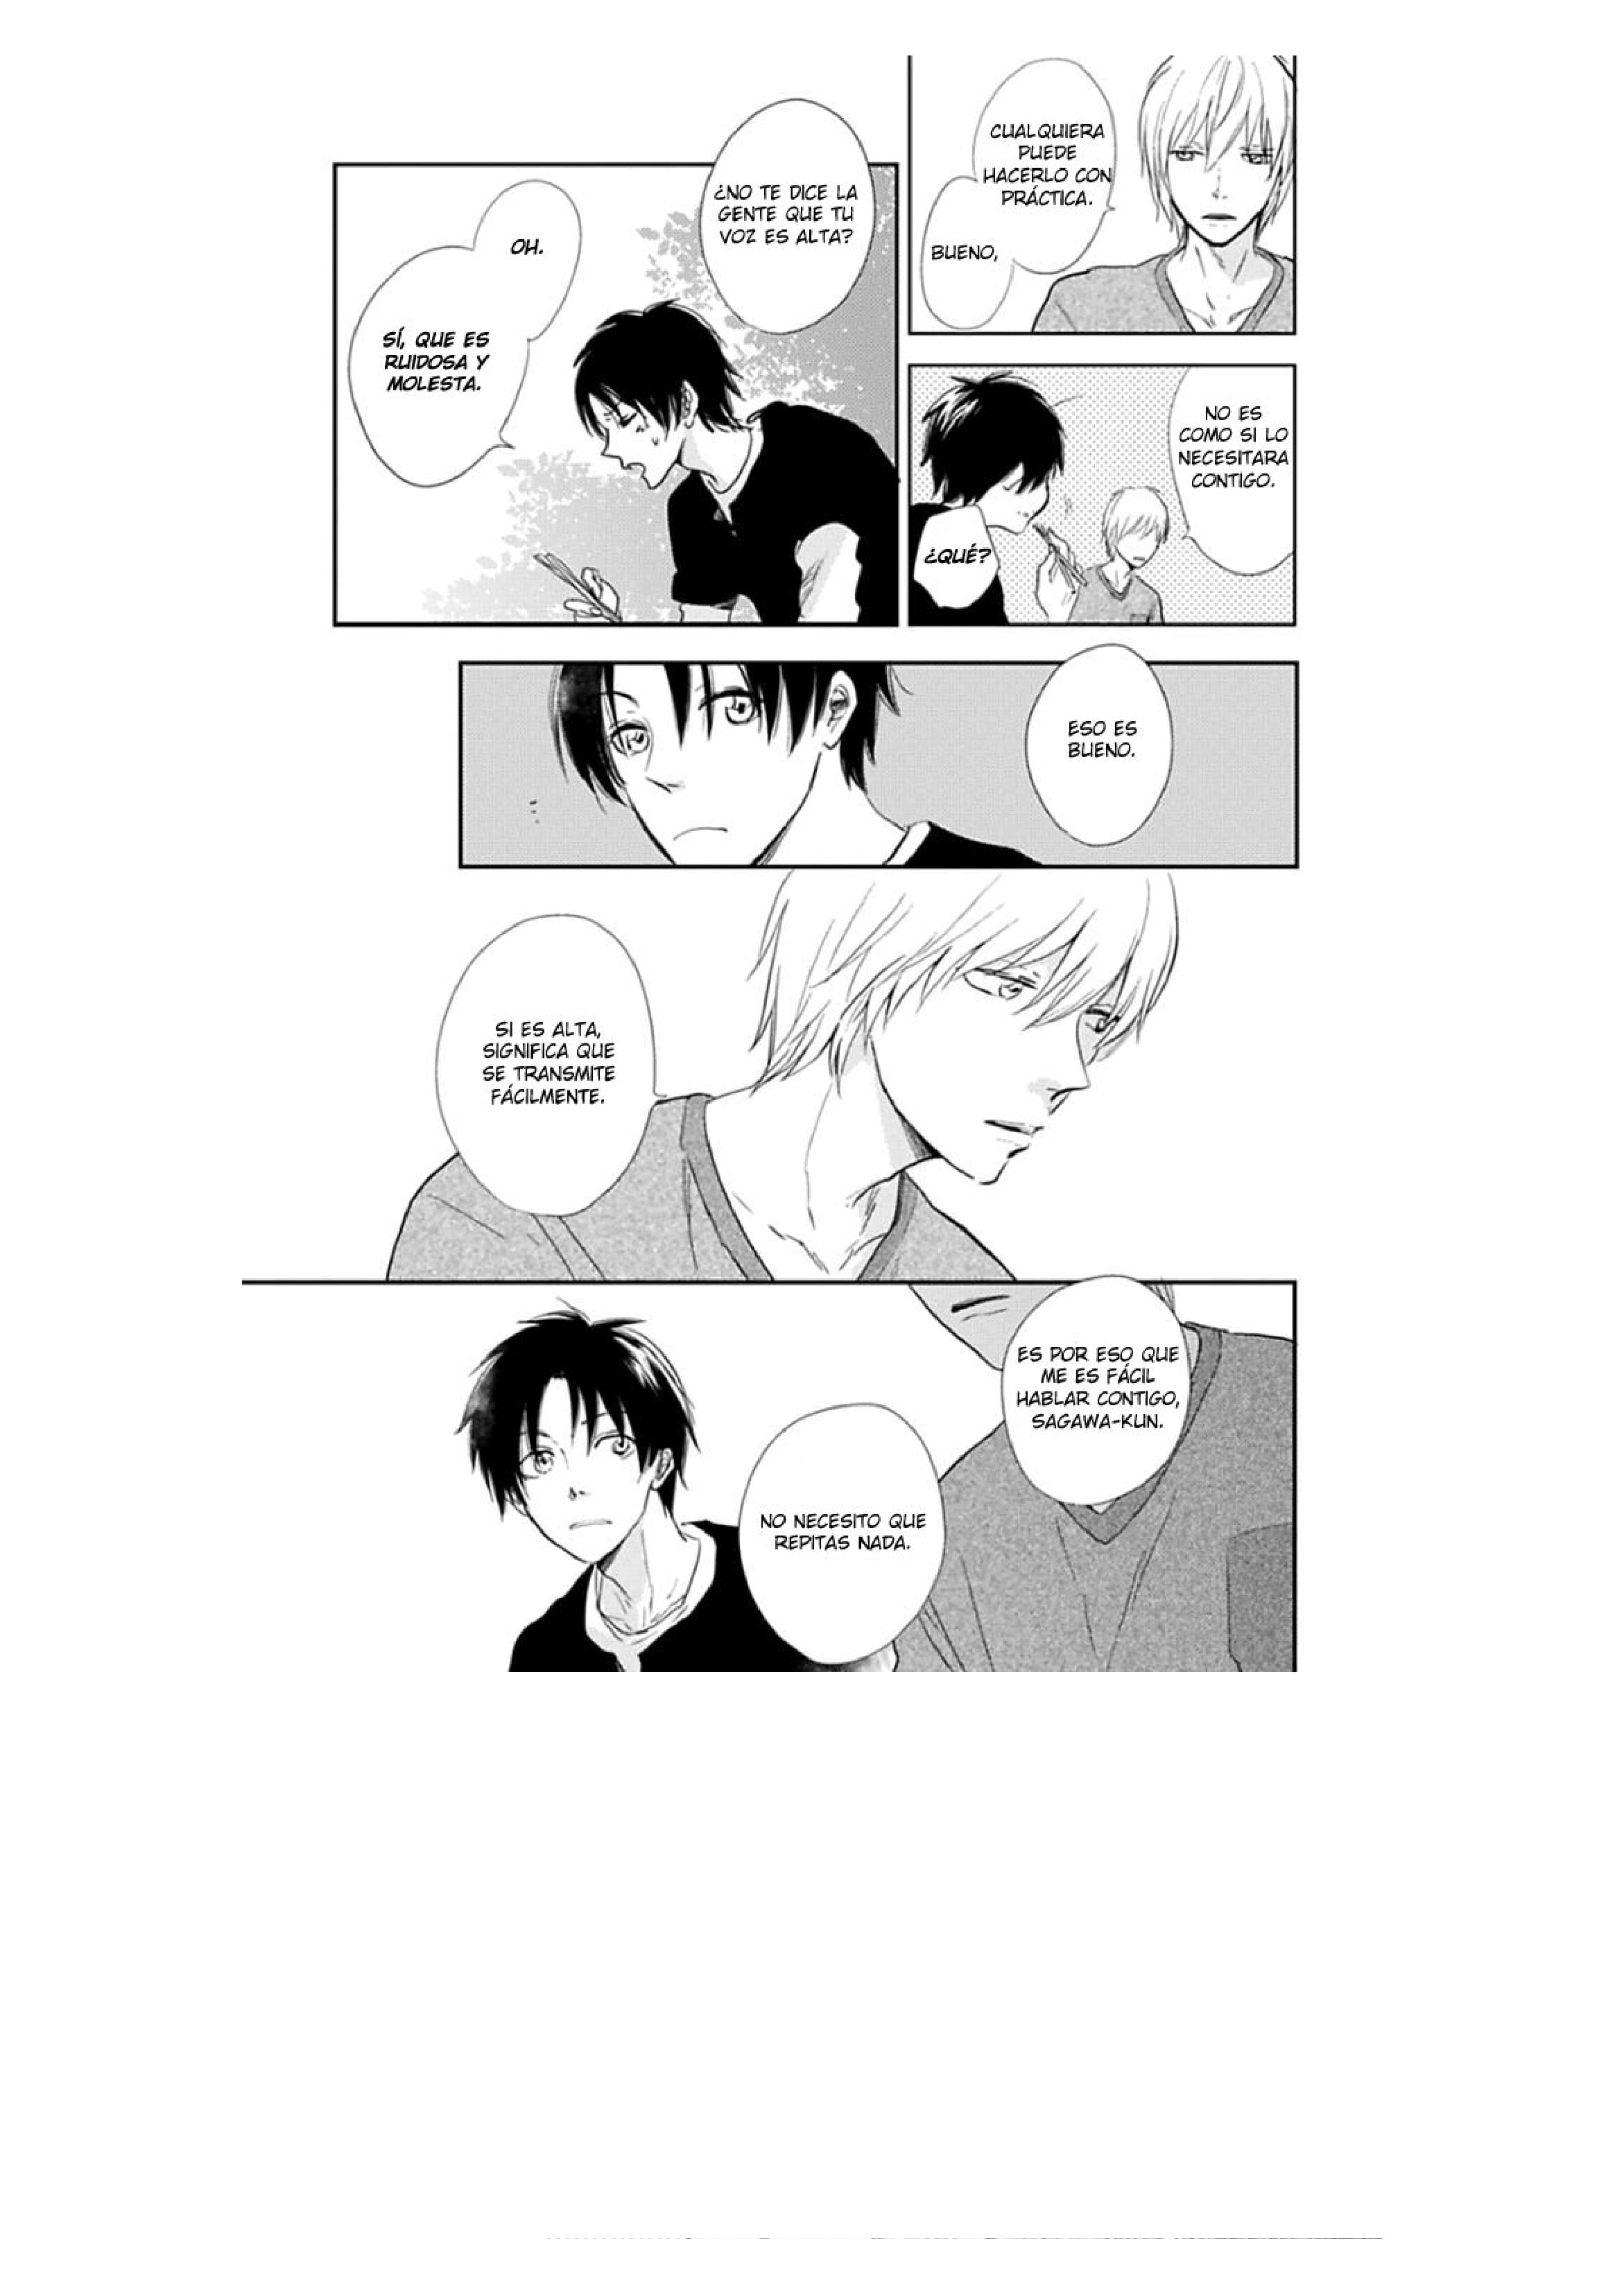 CUALQUIERA
PUEDE
HACERLO CON
PRÁCTICA.
BUENO,
NO ES
COMO SI LO
NECESITARA
CONTIGO.
¿QUÉ?
¿NO TE DICE LA
GENTE QUE TU
VOZ ES ALTA?
OH.
SÍ, QUE ES
RUIDOSA Y
MOLESTA.
ESO ES
BUENO.
SI ES ALTA,
SIGNIFICA QUE
SE TRANSMITE
FÁCILMENTE.
ES POR ESO QUE
ME ES FÁCIL
HABLAR CONTIGO,
SAGAWA-KUN.
NO NECESITO QUE
REPITAS NADA.